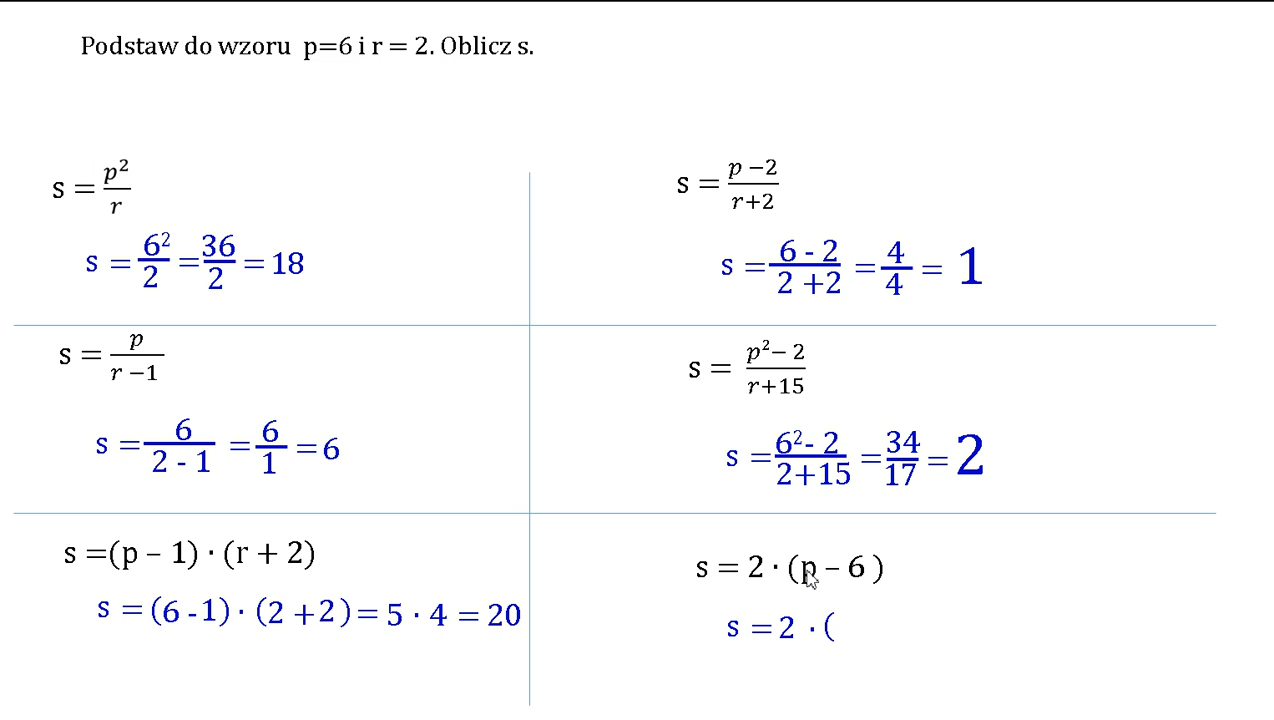 Podstaw do wzoru p=6 i r = 2. Oblicz s.
s = p²/r
s = 6²/2 = 36/2 = 18
s = p −2/r+2
s = 6 - 2/2 +2 = 4/4 = 1
s = p/r −1
s = 6/2 - 1 = 6/1 = 6
s = p²− 2/r+15
s = 6²- 2/2+15 = 34/17 = 2
s =(p – 1) · (r + 2)
s = (6 -1) · (2 +2) = 5 · 4 = 20
s = 2 · (p – 6 )
s = 2 · (